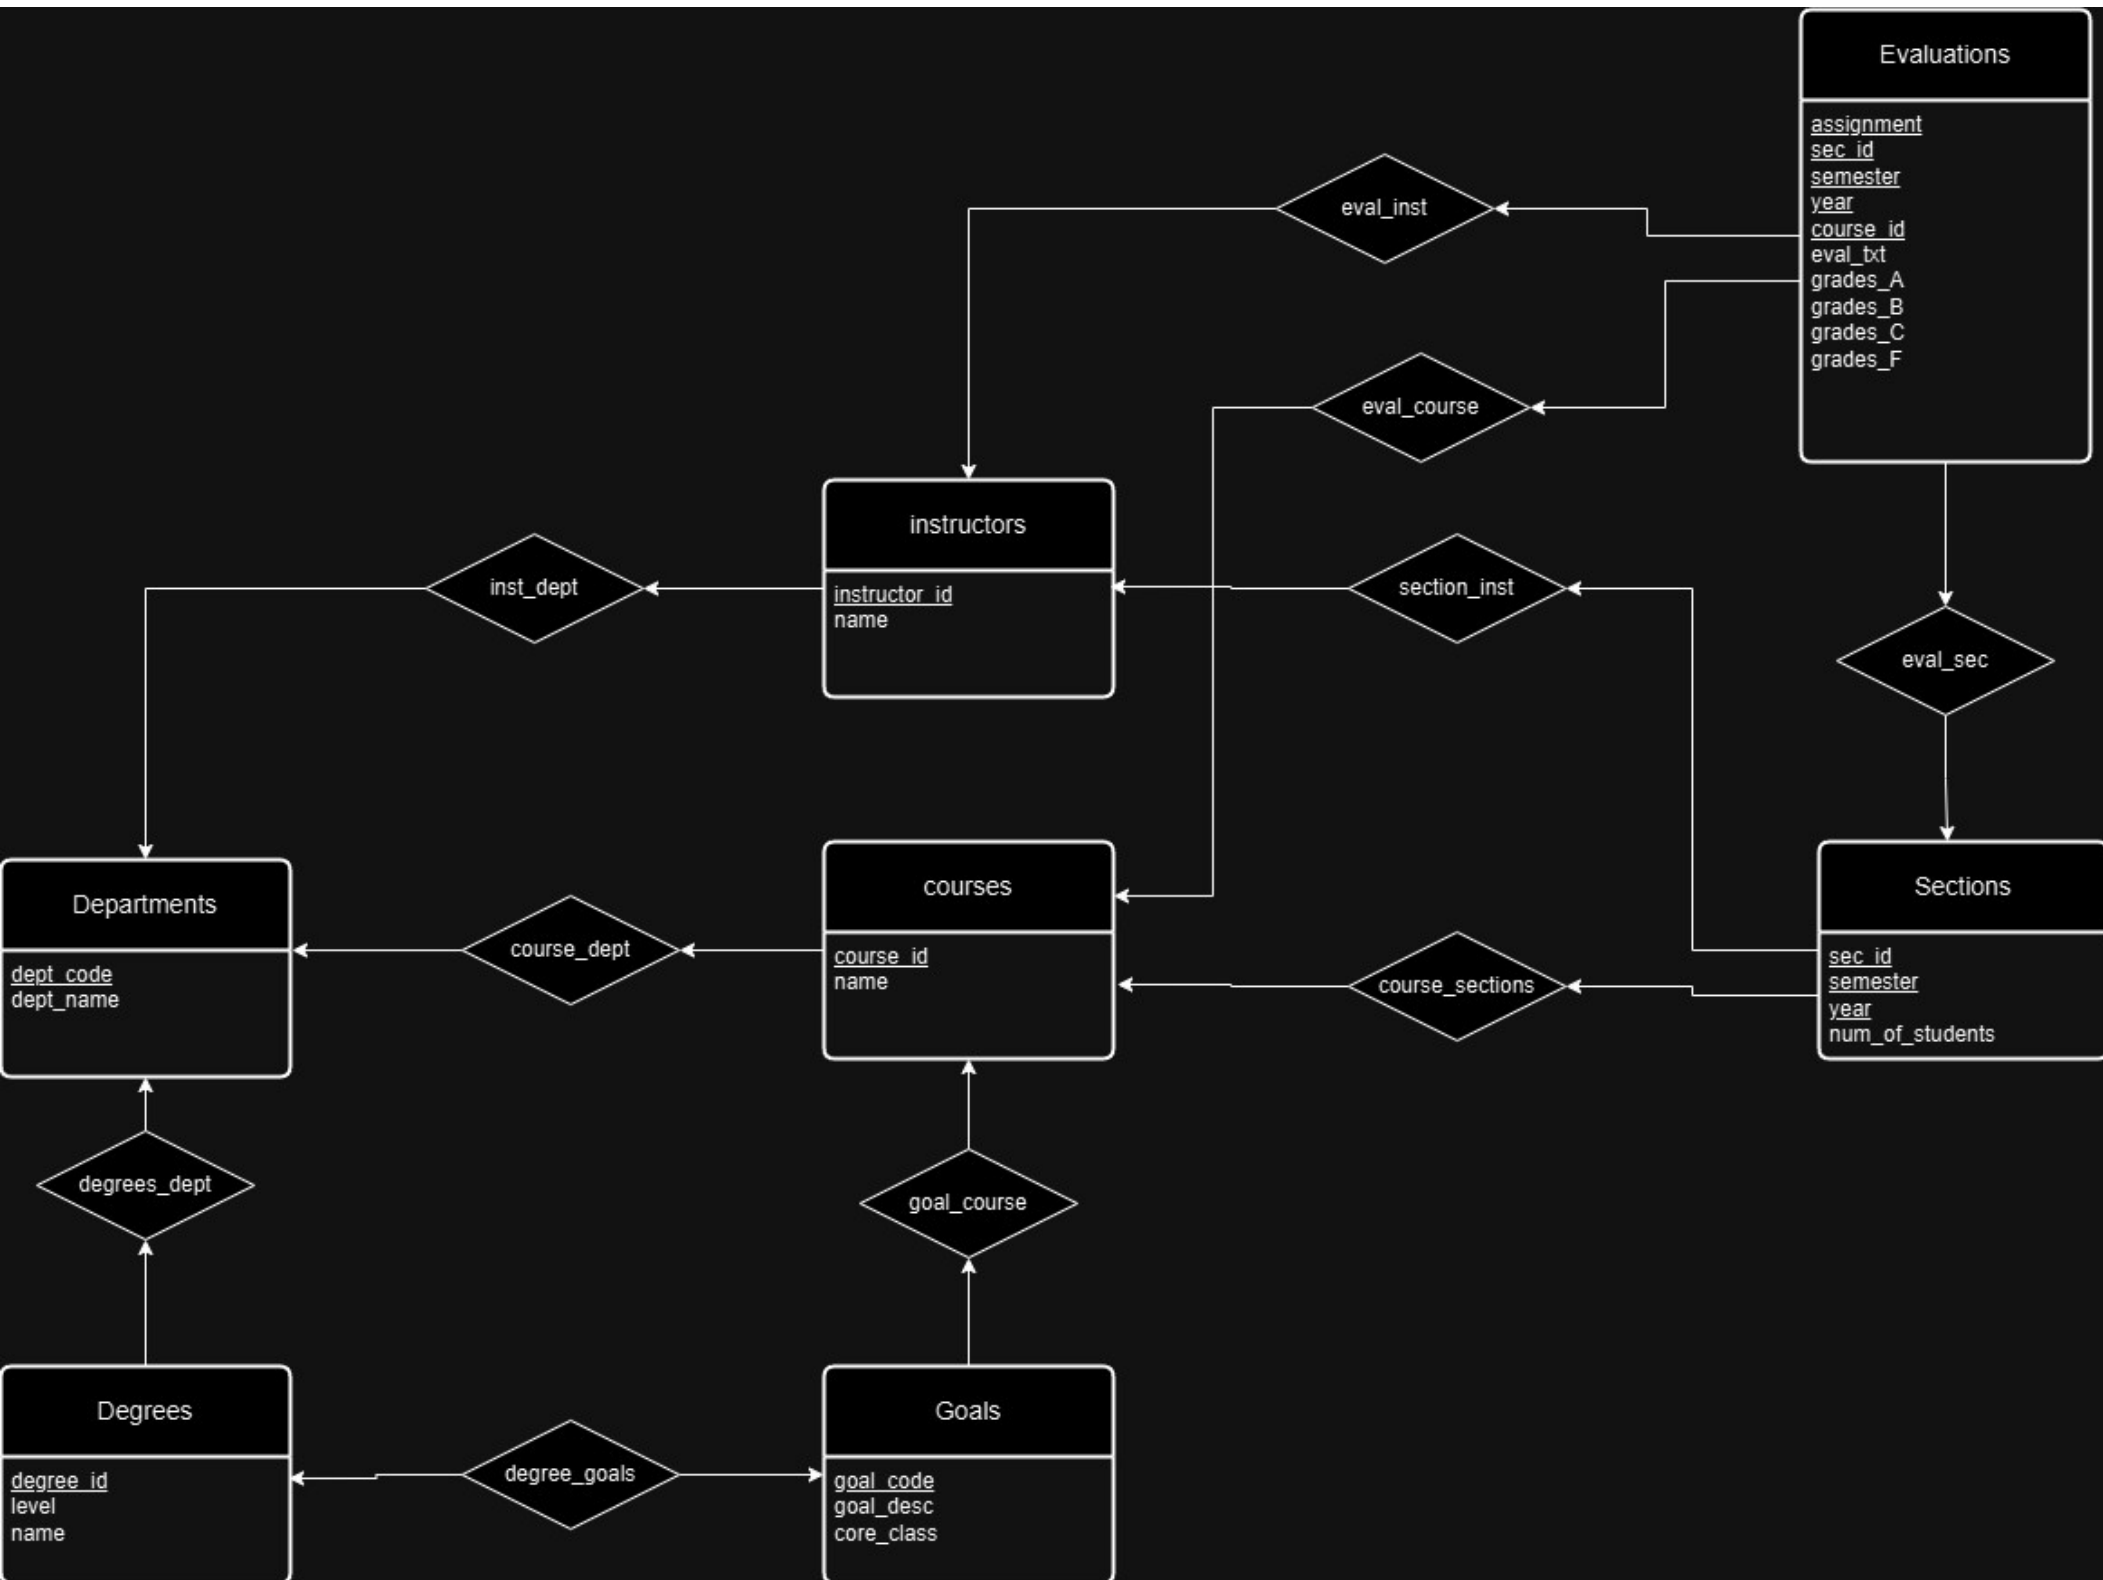 Evaluations
assignment
sec_id
semester
year
course_id
eval_txt
grades_A
grades_B
grades_C
grades_F
eval_inst
eval_course
instructors
instructor_id
name
inst_dept
section_inst
eval_sec
Departments
dept_code
dept_name
course_dept
courses
course_id
name
course_sections
Sections
sec_id
semester
year
num_of_students
degrees_dept
goal_course
Degrees
degree_id
level
name
degree_goals
Goals
goal_code
goal_desc
core_class